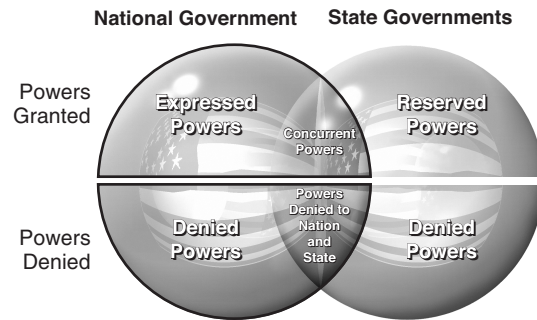 National Government
State Governments
Powers
Granted
Expressed
Powers
Concurrent
Powers
Reserved
Powers
Powers
Denied
Denied
Powers
Powers
Denied to
Nation
and
State
Denied
Powers